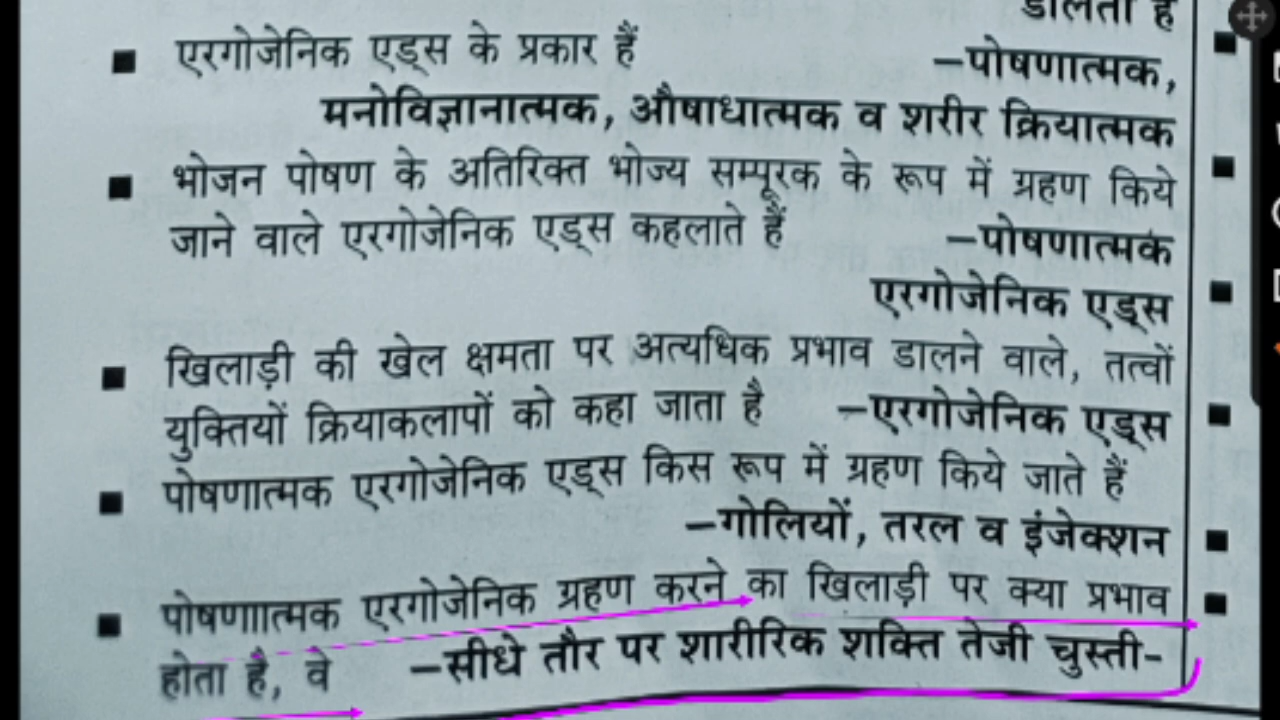 डालता है
■ एरगोजेनिक एड्स के प्रकार हैं –पोषणात्मक,
मनोविज्ञानात्मक, औषाधात्मक व शरीर क्रियात्मक
■ भोजन पोषण के अतिरिक्त भोज्य सम्पूरक के रूप में ग्रहण किये
जाने वाले एरगोजेनिक एड्स कहलाते हैं –पोषणात्मक
एरगोजेनिक एड्स
■ खिलाड़ी की खेल क्षमता पर अत्यधिक प्रभाव डालने वाले, तत्वों
युक्तियों क्रियाकलापों को कहा जाता है –एरगोजेनिक एड्स
■ पोषणात्मक एरगोजेनिक एड्स किस रूप में ग्रहण किये जाते हैं
–गोलियों, तरल व इंजेक्शन
■ पोषणाात्मक एरगोजेनिक ग्रहण करने का खिलाड़ी पर क्या प्रभाव
होता है, वे –सीधे तौर पर शारीरिक शक्ति तेजी चुस्ती-